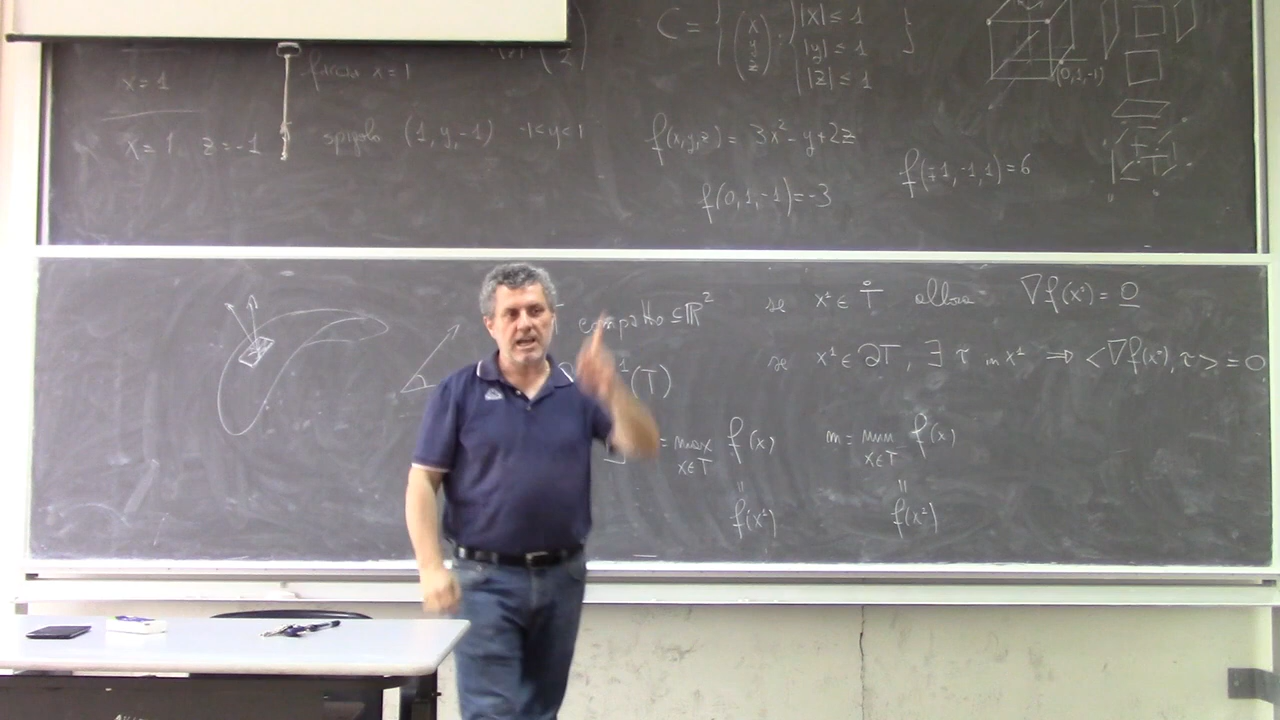 C = { (x y z) : |x| ≤ 1 |y| ≤ 1 |z| ≤ 1 }
x=1
faccia x=1
(0,1,-1)
x=1 z=-1 spigolo (1,y,-1) -1<y<1
f(x,y,z) = 3x²-y+2z
f(∓1,-1,1)=6
f(0,1,-1)=-3
T compatto ⊆ ℝ²
se x¹ ∈ T̊ allora ∇f(x¹) = 0
¹(T)
se x¹ ∈ ∂T, ∃ τ in x¹ ⇒ <∇f(x¹), τ> = 0
= max f(x)
x∈T
m = min f(x)
x∈T
=
f(x¹)
=
f(x²)